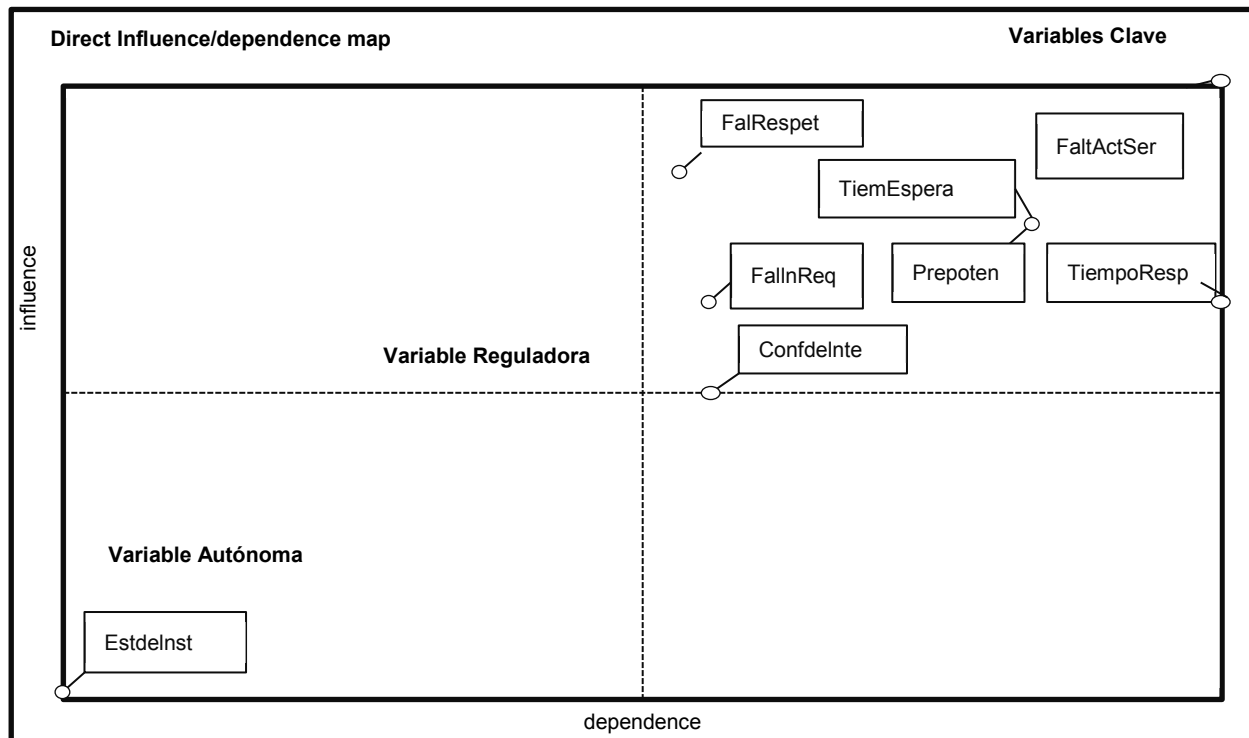 Direct Influence/dependence map
Variables Clave
FalRespet
FaltActSer
TiemEspera
FalInReq
Prepoten
TiempoResp
influence
Variable Reguladora
Confdelnte
Variable Autónoma
Estdelnst
dependence